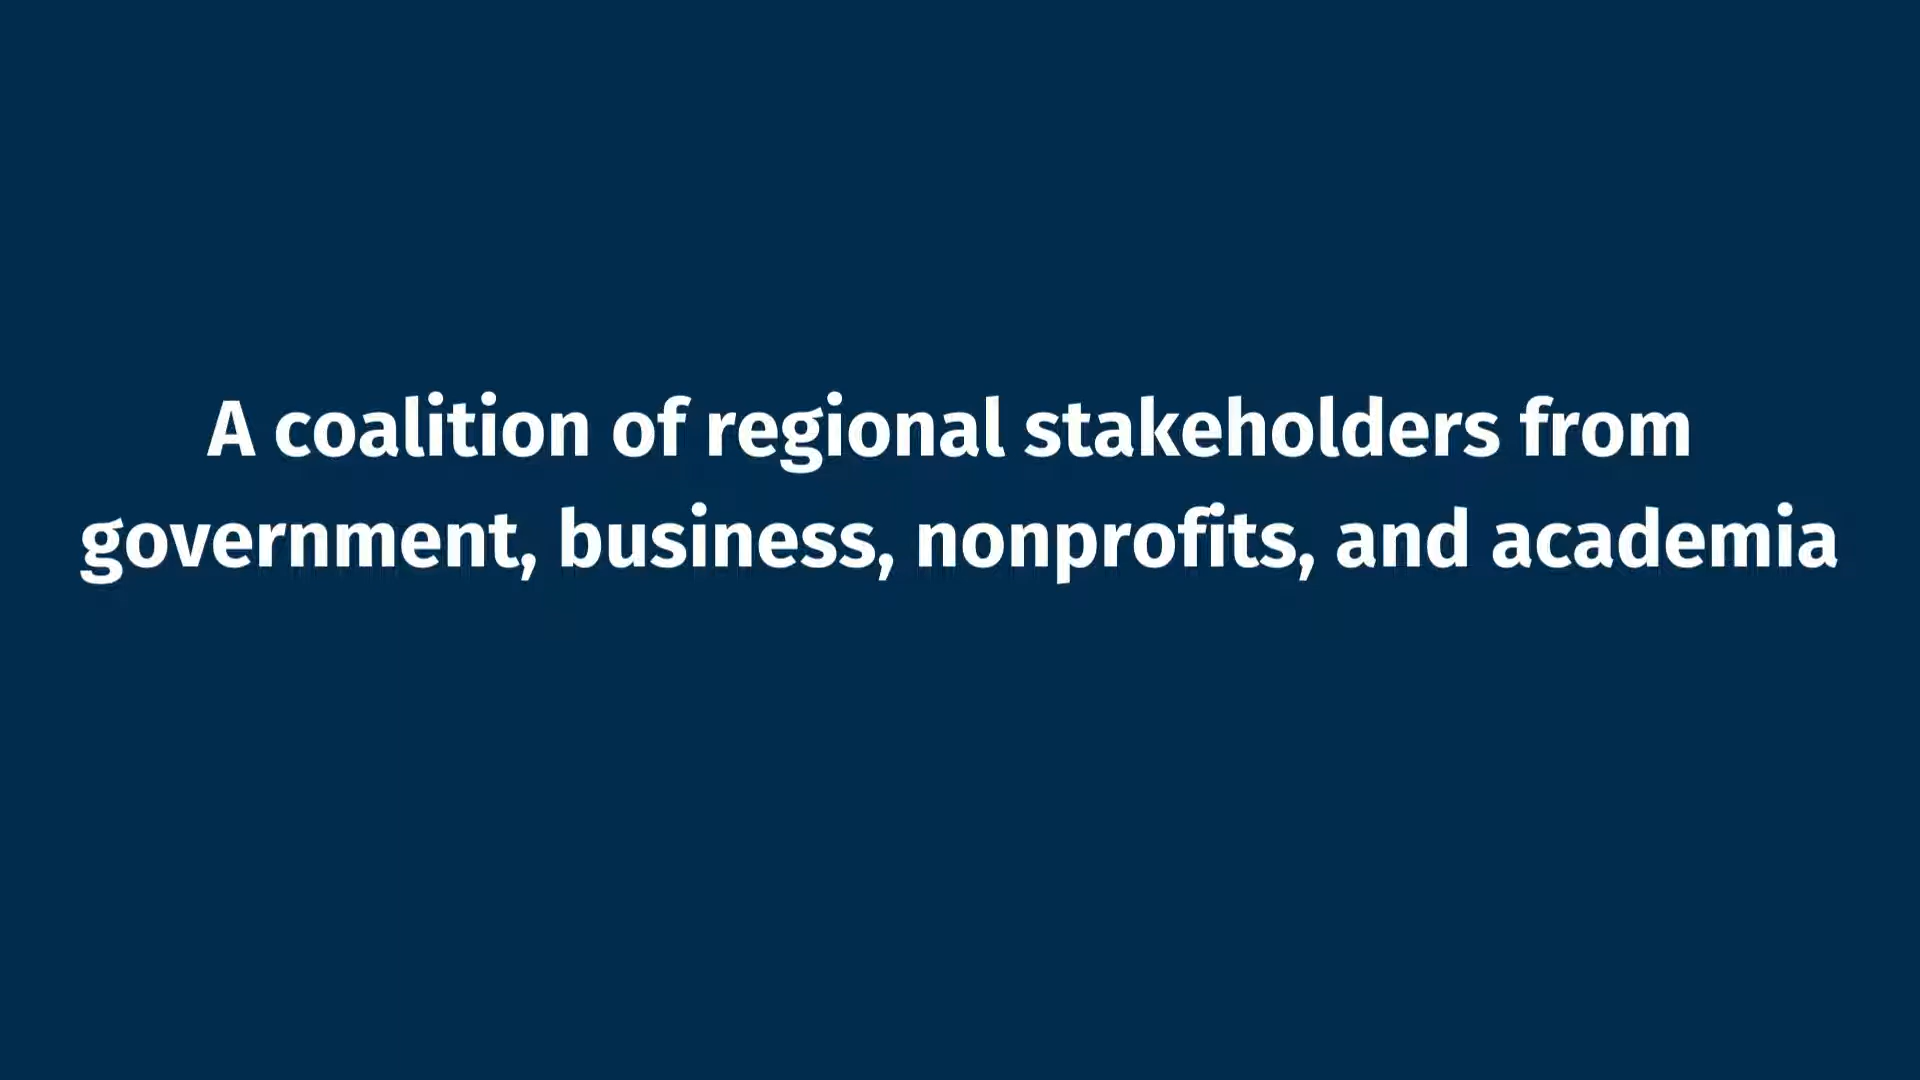 A coalition of regional stakeholders from
government, business, nonprofits, and academia